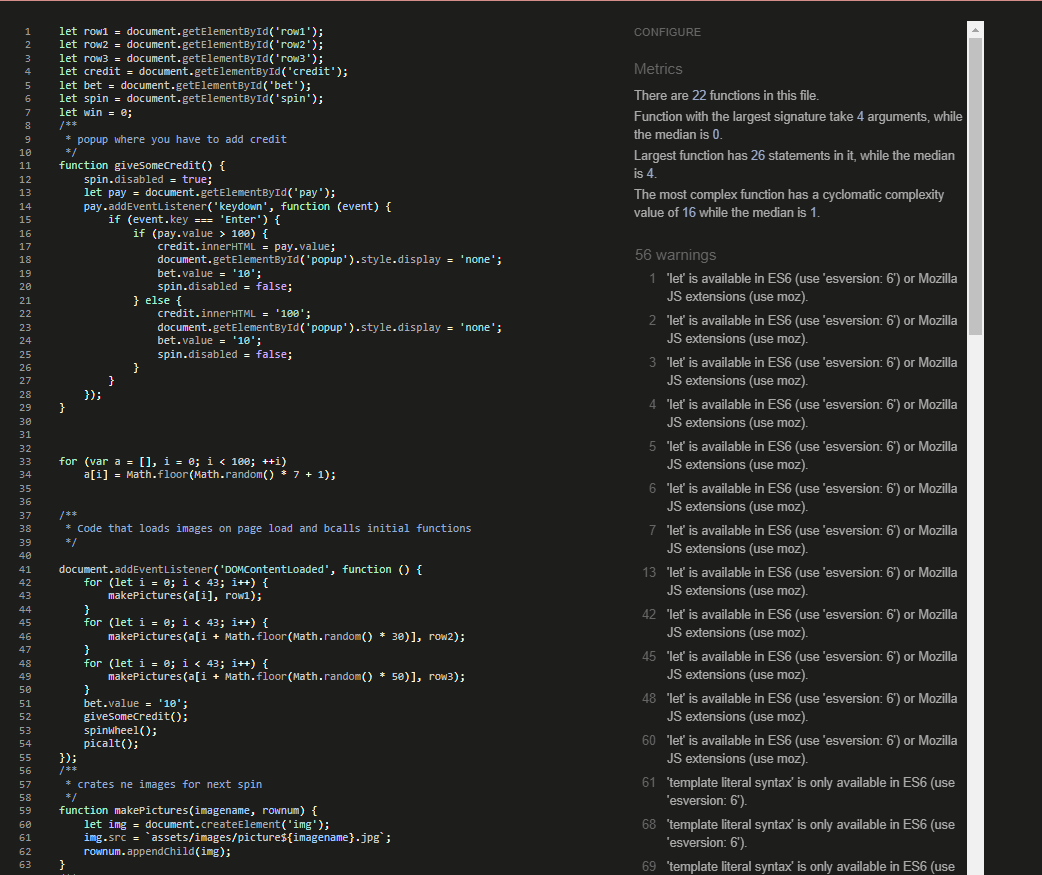 1 let row1 = document.getElementById('row1');
2 let row2 = document.getElementById('row2');
3 let row3 = document.getElementById('row3');
4 let credit = document.getElementById('credit');
5 let bet = document.getElementById('bet');
6 let spin = document.getElementById('spin');
7 let win = 0;
8 /**
9 * popup where you have to add credit
10 */
11 function giveSomeCredit() {
12 spin.disabled = true;
13 let pay = document.getElementById('pay');
14 pay.addEventListener('keydown', function (event) {
15 if (event.key === 'Enter') {
16 if (pay.value > 100) {
17 credit.innerHTML = pay.value;
18 document.getElementById('popup').style.display = 'none';
19 bet.value = '10';
20 spin.disabled = false;
21 } else {
22 credit.innerHTML = '100';
23 document.getElementById('popup').style.display = 'none';
24 bet.value = '10';
25 spin.disabled = false;
26 }
27 }
28 });
29 }
30
31
32
33 for (var a = [], i = 0; i < 100; ++i)
34 a[i] = Math.floor(Math.random() * 7 + 1);
35
36
37 /**
38 * Code that loads images on page load and bcalls initial functions
39 */
40
41 document.addEventListener('DOMContentLoaded', function () {
42 for (let i = 0; i < 43; i++) {
43 makePictures(a[i], row1);
44 }
45 for (let i = 0; i < 43; i++) {
46 makePictures(a[i + Math.floor(Math.random() * 30)], row2);
47 }
48 for (let i = 0; i < 43; i++) {
49 makePictures(a[i + Math.floor(Math.random() * 50)], row3);
50 }
51 bet.value = '10';
52 giveSomeCredit();
53 spinWheel();
54 picalt();
55 });
56 /**
57 * crates ne images for next spin
58 */
59 function makePictures(imagename, rownum) {
60 let img = document.createElement('img');
61 img.src = `assets/images/picture${imagename}.jpg`;
62 rownum.appendChild(img);
63 }
CONFIGURE
Metrics
There are 22 functions in this file.
Function with the largest signature take 4 arguments, while
the median is 0.
Largest function has 26 statements in it, while the median
is 4.
The most complex function has a cyclomatic complexity
value of 16 while the median is 1.
56 warnings
1 'let' is available in ES6 (use 'esversion: 6') or Mozilla
JS extensions (use moz).
2 'let' is available in ES6 (use 'esversion: 6') or Mozilla
JS extensions (use moz).
3 'let' is available in ES6 (use 'esversion: 6') or Mozilla
JS extensions (use moz).
4 'let' is available in ES6 (use 'esversion: 6') or Mozilla
JS extensions (use moz).
5 'let' is available in ES6 (use 'esversion: 6') or Mozilla
JS extensions (use moz).
6 'let' is available in ES6 (use 'esversion: 6') or Mozilla
JS extensions (use moz).
7 'let' is available in ES6 (use 'esversion: 6') or Mozilla
JS extensions (use moz).
13 'let' is available in ES6 (use 'esversion: 6') or Mozilla
JS extensions (use moz).
42 'let' is available in ES6 (use 'esversion: 6') or Mozilla
JS extensions (use moz).
45 'let' is available in ES6 (use 'esversion: 6') or Mozilla
JS extensions (use moz).
48 'let' is available in ES6 (use 'esversion: 6') or Mozilla
JS extensions (use moz).
60 'let' is available in ES6 (use 'esversion: 6') or Mozilla
JS extensions (use moz).
61 'template literal syntax' is only available in ES6 (use
'esversion: 6').
68 'template literal syntax' is only available in ES6 (use
'esversion: 6').
69 'template literal syntax' is only available in ES6 (use